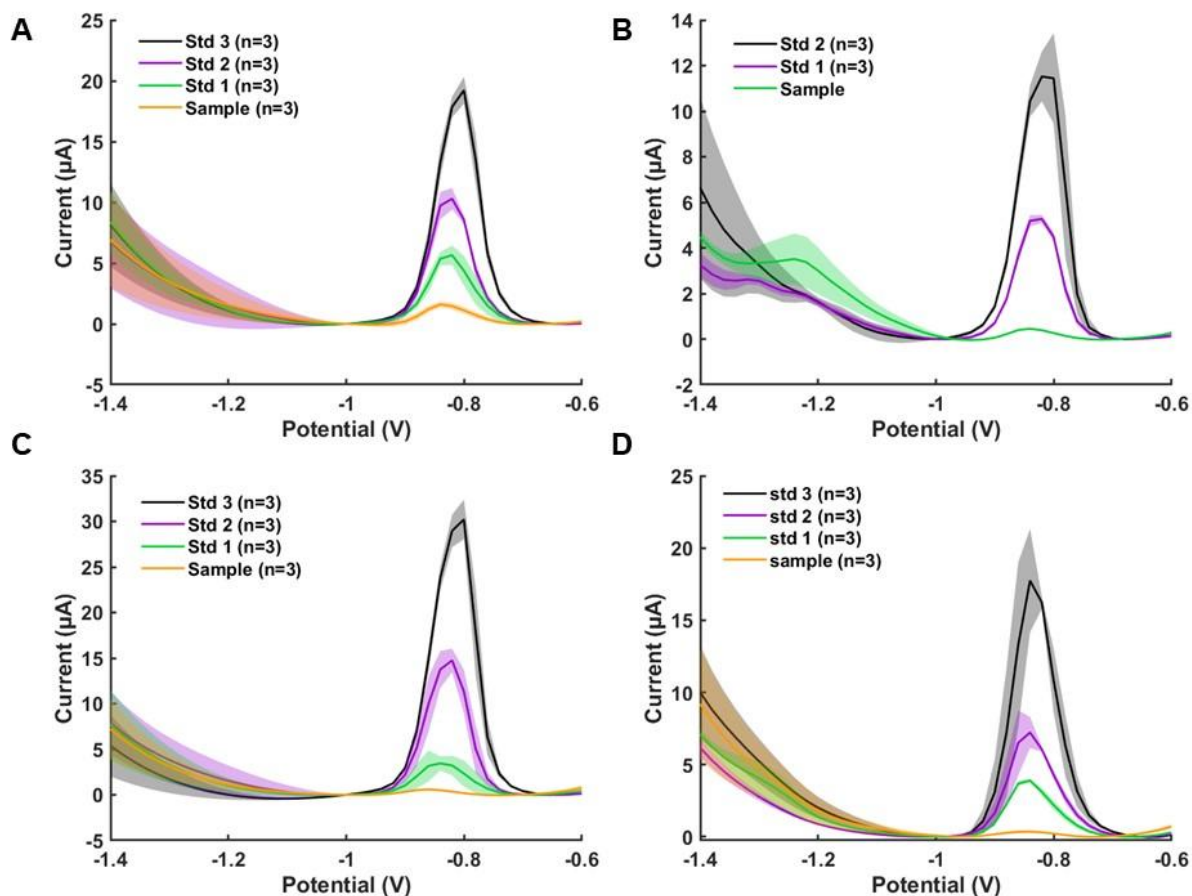 A
Std 3 (n=3)
Std 2 (n=3)
Std 1 (n=3)
Sample (n=3)
25
20
15
10
5
0
-5
Current (µA)
-1.4 -1.2 -1 -0.8 -0.6
Potential (V)
B
Std 2 (n=3)
Std 1 (n=3)
Sample
14
12
10
8
6
4
2
0
-2
Current (µA)
-1.4 -1.2 -1 -0.8 -0.6
Potential (V)
C
Std 3 (n=3)
Std 2 (n=3)
Std 1 (n=3)
Sample (n=3)
35
30
25
20
15
10
5
0
-5
Current (µA)
-1.4 -1.2 -1 -0.8 -0.6
Potential (V)
D
std 3 (n=3)
std 2 (n=3)
std 1 (n=3)
sample (n=3)
25
20
15
10
5
0
Current (µA)
-1.4 -1.2 -1 -0.8 -0.6
Potential (V)